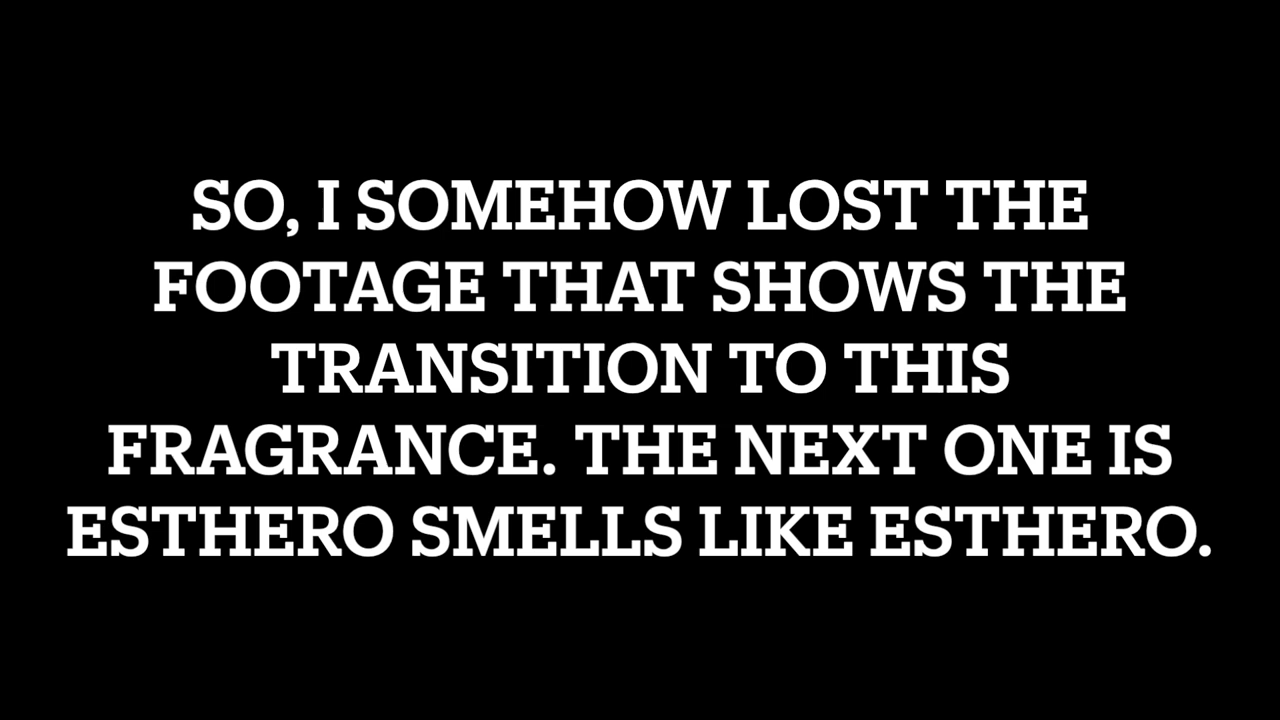 SO, I SOMEHOW LOST THE
FOOTAGE THAT SHOWS THE
TRANSITION TO THIS
FRAGRANCE. THE NEXT ONE IS
ESTHERO SMELLS LIKE ESTHERO.